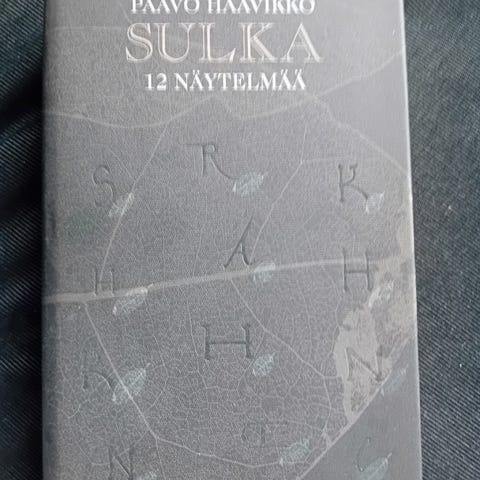 PAAVO HAAVIKKO
SULKA
12 NÄYTELMÄÄ
S R K
H A H
H N
N